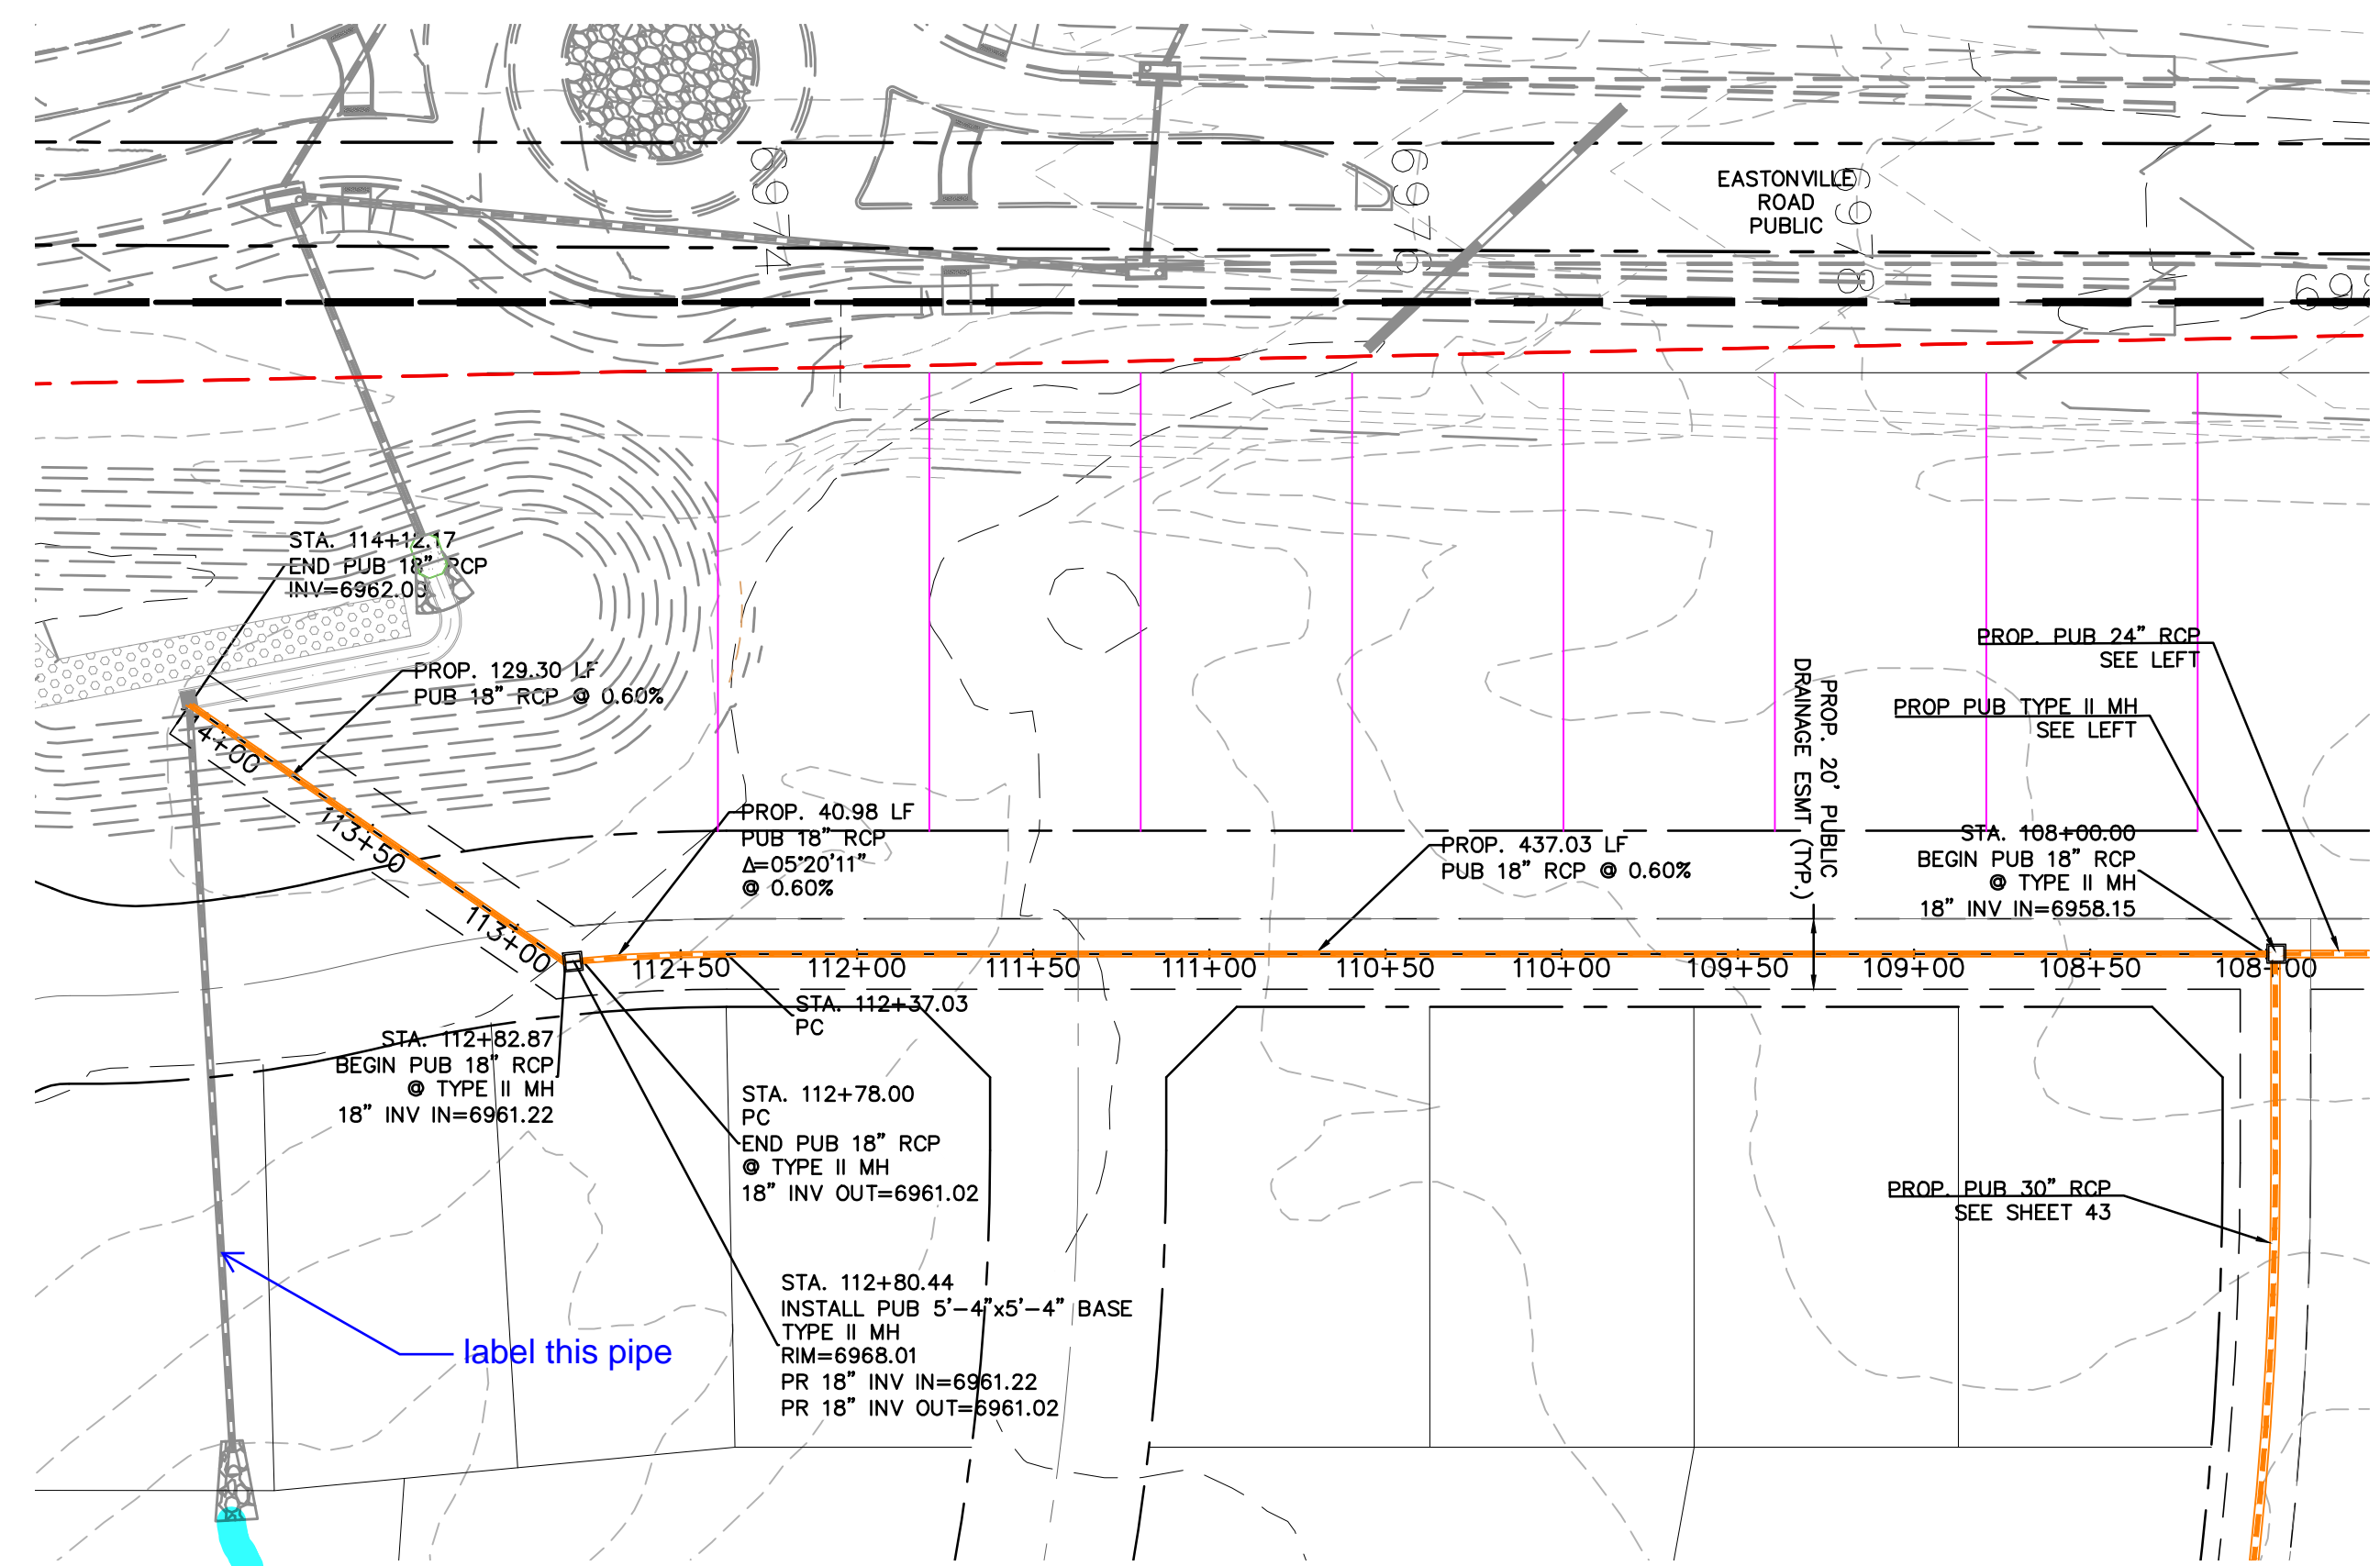 EASTONVILLE
ROAD
PUBLIC
STA. 114+12.17
END PUB 18" RCP
PROP. 129.30 LF
PUB 18" RCP @ 0.60%
PROP. PUB 24" RCP
SEE LEFT
PROP PUB TYPE II MH
SEE LEFT
PROP. 20' PUBLIC
DRAINAGE ESMT (TYP.)
PROP. 40.98 LF
PUB 18" RCP
Δ=05°20'11"
@ 0.60%
PROP. 437.03 LF
PUB 18" RCP @ 0.60%
STA. 108+00.00
BEGIN PUB 18" RCP
@ TYPE II MH
18" INV IN=6958.15
113+50
113+00
112+50
112+00
111+50
111+00
110+50
110+00
109+50
109+00
108+50
108+00
STA. 112+37.03
PC
STA. 112+82.87
BEGIN PUB 18" RCP
@ TYPE II MH
18" INV IN=6961.22
STA. 112+78.00
PC
END PUB 18" RCP
@ TYPE II MH
18" INV OUT=6961.02
PROP. PUB 30" RCP
SEE SHEET 43
STA. 112+80.44
INSTALL PUB 5'-4"x5'-4" BASE
TYPE II MH
RIM=6968.01
PR 18" INV IN=6961.22
PR 18" INV OUT=6961.02
label this pipe